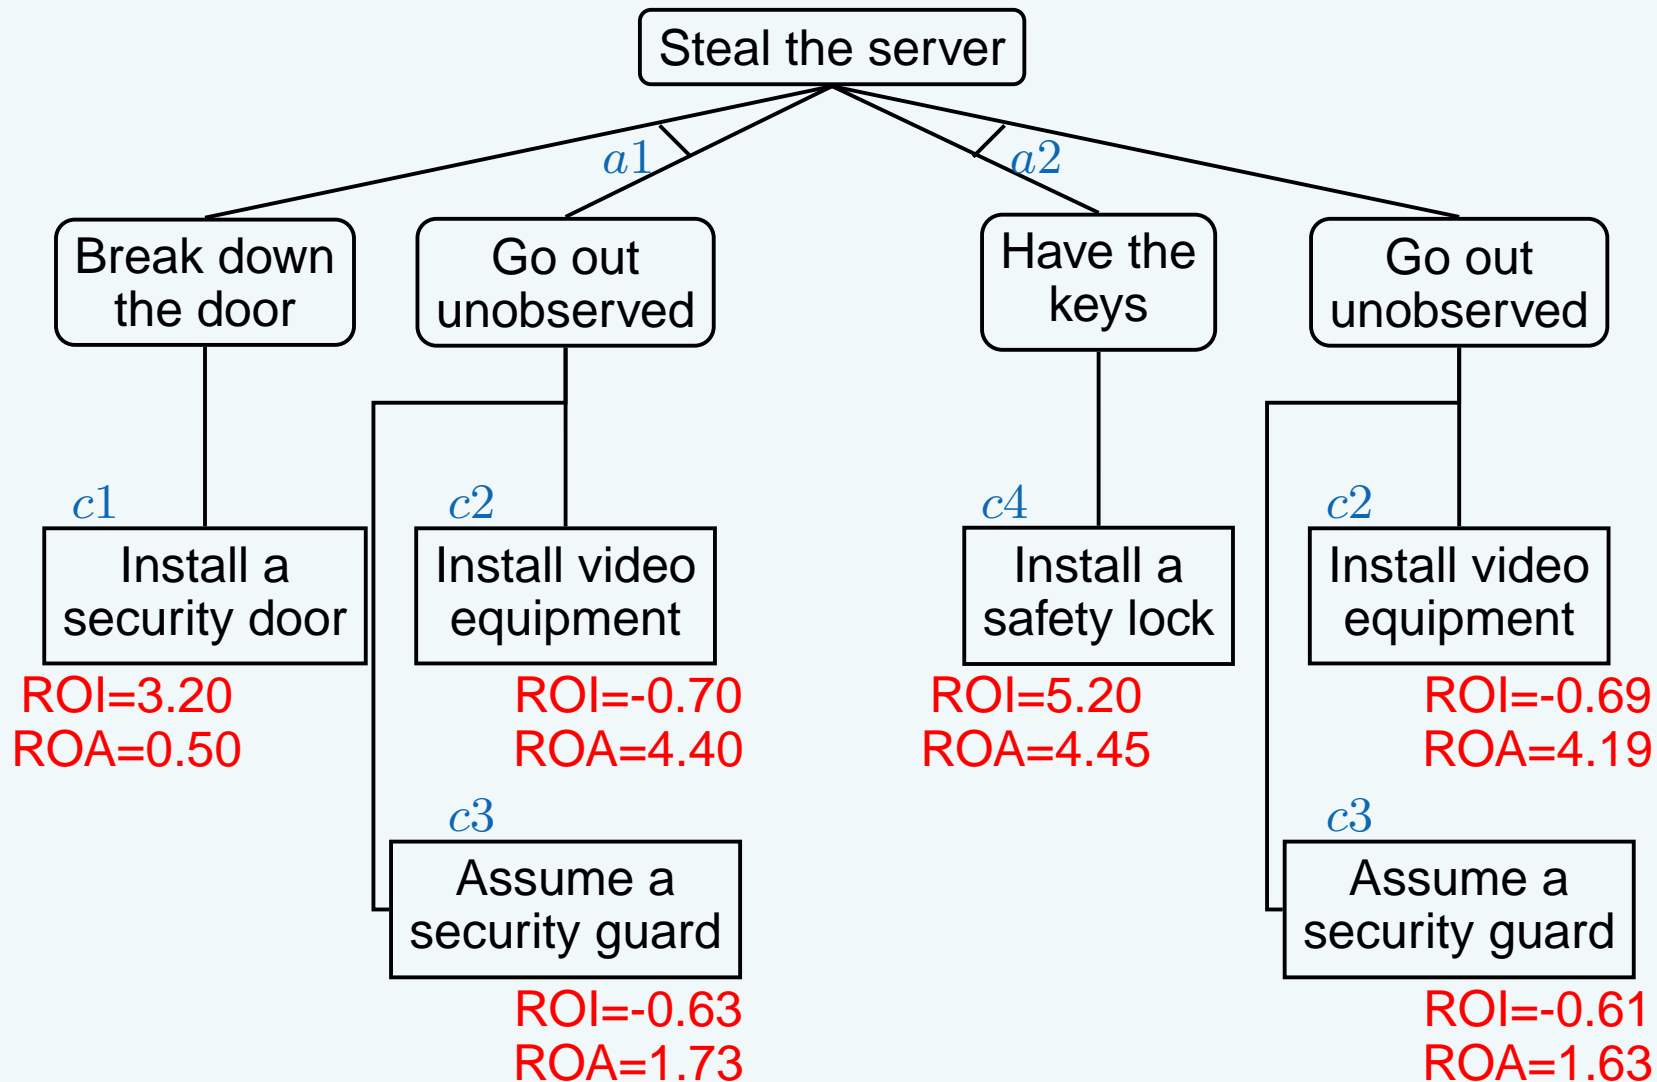 Steal the server
a1
a2
Break down
the door
Go out
unobserved
Have the
keys
Go out
unobserved
c1
Install a
security door
ROI=3.20
ROA=0.50
c2
Install video
equipment
ROI=-0.70
ROA=4.40
c4
Install a
safety lock
ROI=5.20
ROA=4.45
c2
Install video
equipment
ROI=-0.69
ROA=4.19
c3
Assume a
security guard
ROI=-0.63
ROA=1.73
c3
Assume a
security guard
ROI=-0.61
ROA=1.63